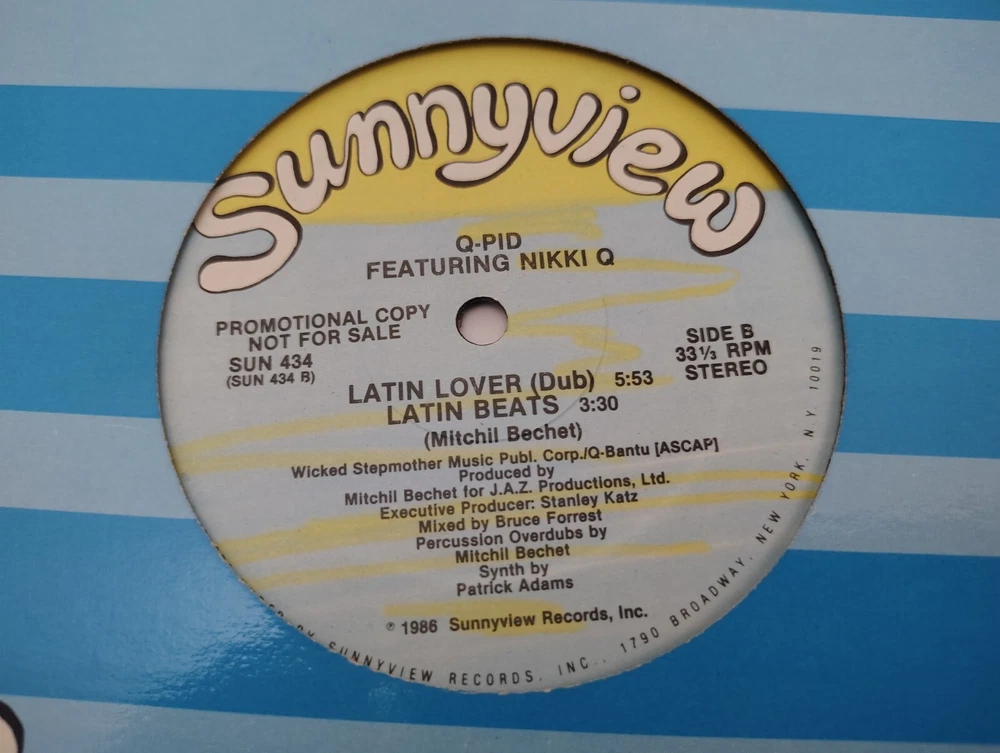 Sunnyview
Q-PID
FEATURING NIKKI Q
PROMOTIONAL COPY
NOT FOR SALE
SUN 434
(SUN 434 B)
SIDE B
33⅓ RPM
STEREO
LATIN LOVER (Dub) 5:53
LATIN BEATS 3:30
(Mitchil Bechet)
Wicked Stepmother Music Publ. Corp./Q-Bantu [ASCAP]
Produced by
Mitchil Bechet for J.A.Z. Productions, Ltd.
Executive Producer: Stanley Katz
Mixed by Bruce Forrest
Percussion Overdubs by
Mitchil Bechet
Synth by
Patrick Adams
℗ 1986 Sunnyview Records, Inc.
BY SUNNYVIEW RECORDS, INC., 1790 BROADWAY, NEW YORK, N.Y. 10019